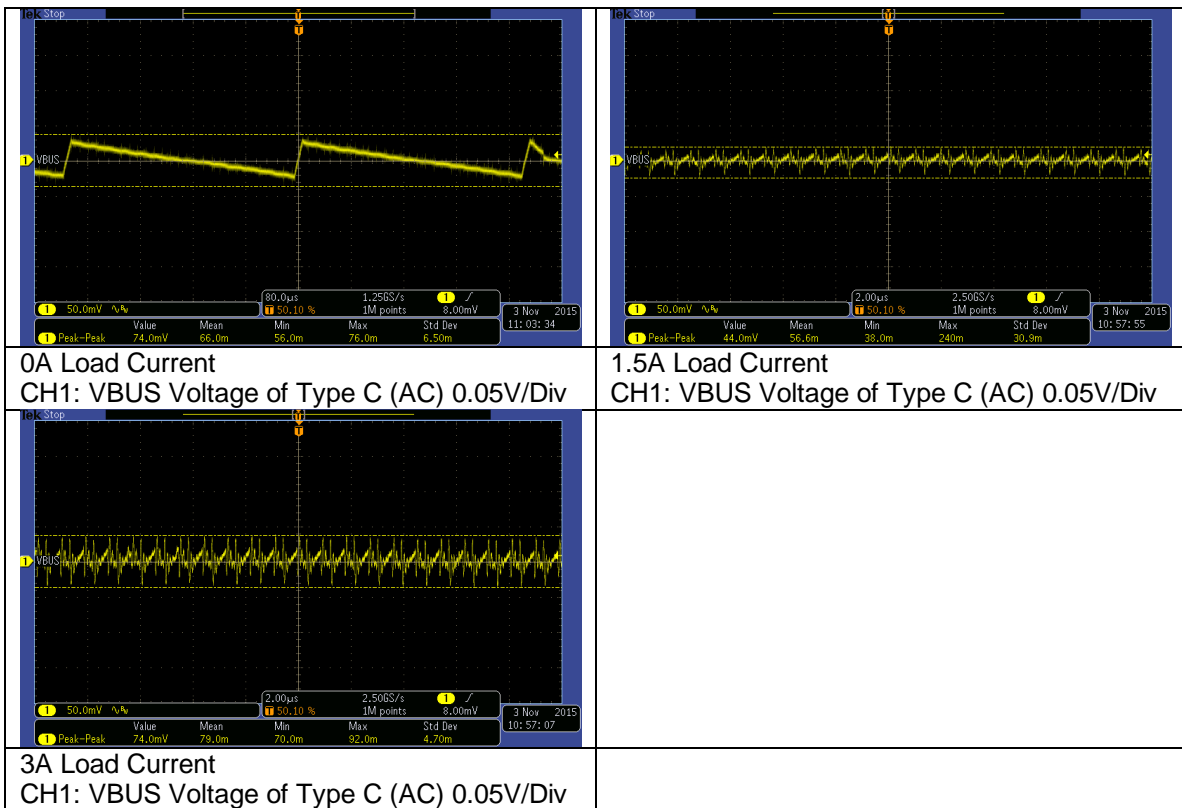 Tek Stop
T
T
1 VBUS
80.0µs 1.25GS/s 1
1 50.0mV T 50.10 % 1M points 8.00mV
3 Nov 2015
11:03:34
Value Mean Min Max Std Dev
1 Peak-Peak 74.0mV 66.0m 56.0m 76.0m 6.50m
0A Load Current
CH1: VBUS Voltage of Type C (AC) 0.05V/Div
Tek Stop
T
1 VBUS
2.00µs 2.50GS/s 1
1 50.0mV T 50.10 % 1M points 8.00mV
3 Nov 2015
10:57:55
Value Mean Min Max Std Dev
1 Peak-Peak 44.0mV 56.6m 38.0m 240m 30.9m
1.5A Load Current
CH1: VBUS Voltage of Type C (AC) 0.05V/Div
Tek Stop
T
1 VBUS
2.00µs 2.50GS/s 1
1 50.0mV T 50.10 % 1M points 8.00mV
3 Nov 2015
10:57:07
Value Mean Min Max Std Dev
1 Peak-Peak 74.0mV 79.0m 70.0m 92.0m 4.70m
3A Load Current
CH1: VBUS Voltage of Type C (AC) 0.05V/Div